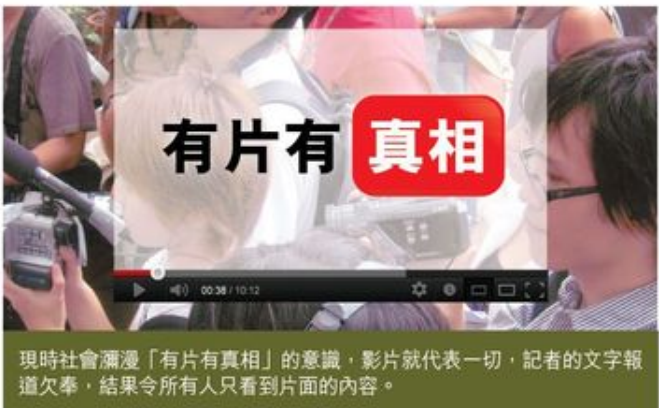 有片有真相
00:38 / 10:12
現時社會瀰漫「有片有真相」的意識，影片就代表一切，記者的文字報
道欠奉，結果令所有人只看到片面的內容。